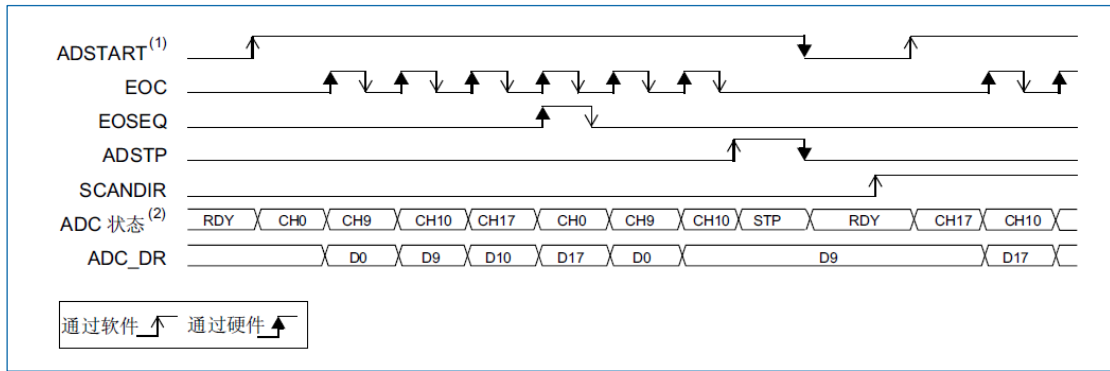 ADSTART(1)
EOC
EOSEQ
ADSTP
SCANDIR
ADC 状态(2) RDY CH0 CH9 CH10 CH17 CH0 CH9 CH10 STP RDY CH17 CH10
ADC_DR D0 D9 D10 D17 D0 D9 D17
通过软件 通过硬件